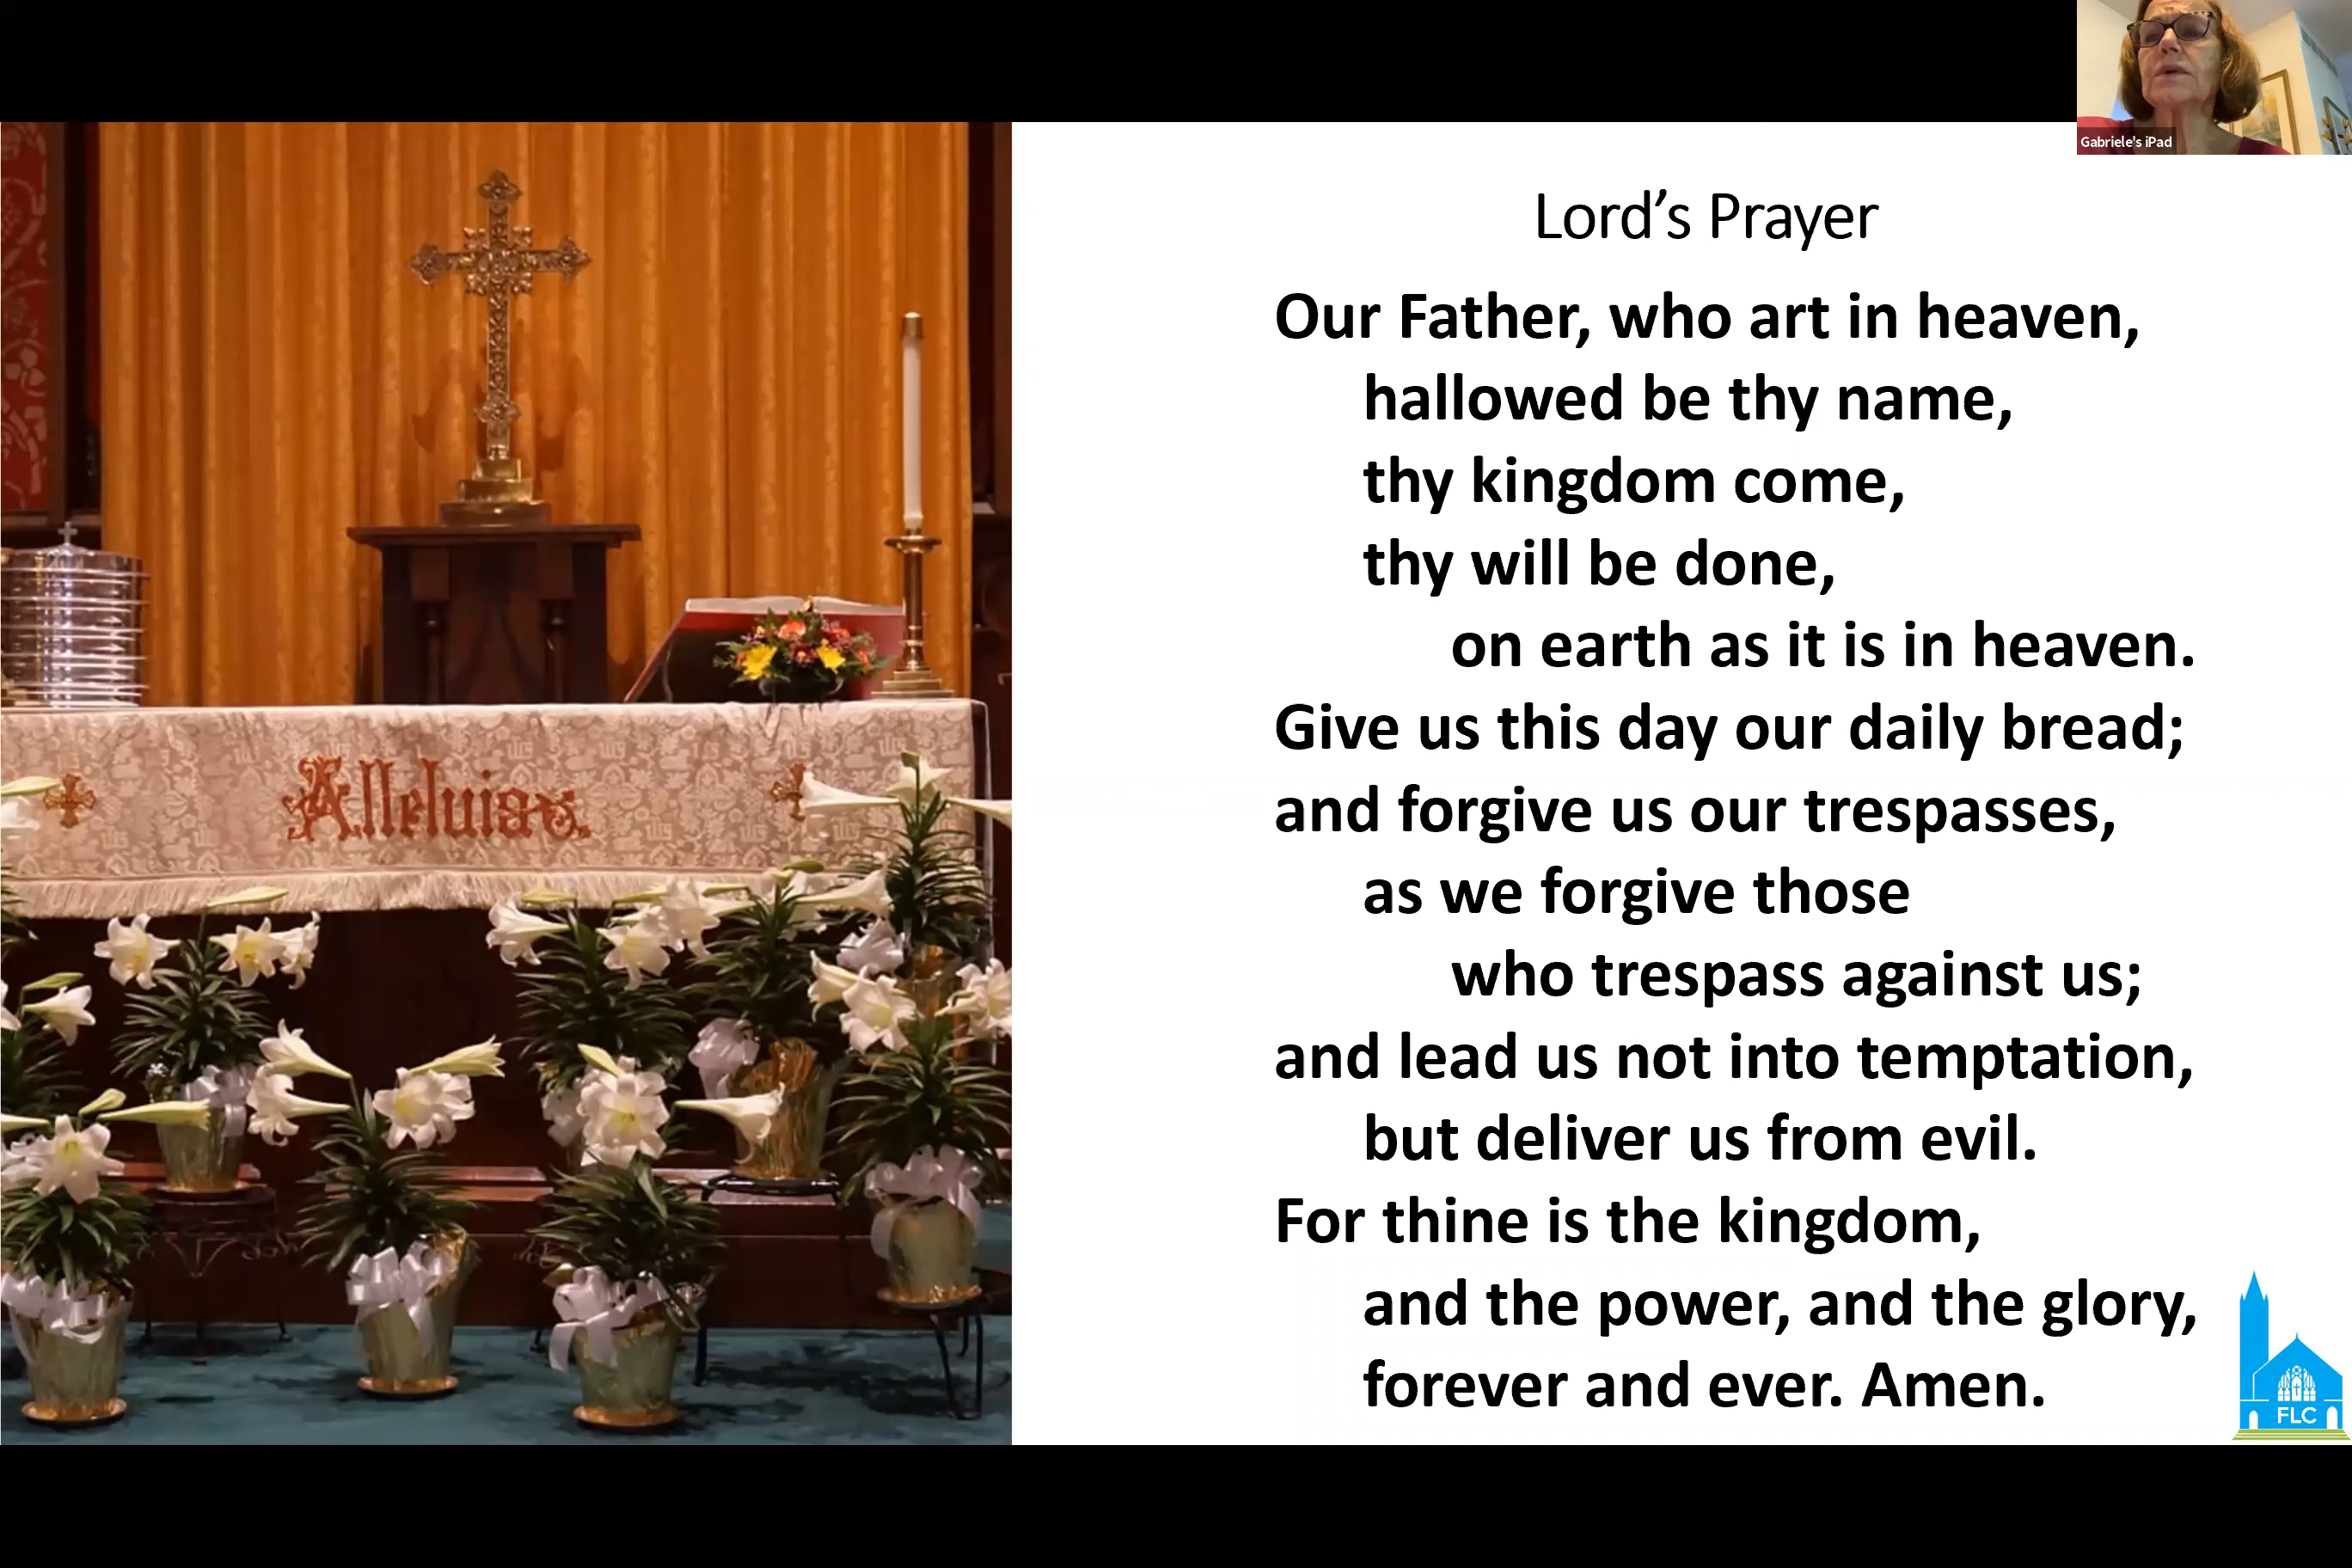 Gabriele's iPad
Lord’s Prayer
Our Father, who art in heaven,
hallowed be thy name,
thy kingdom come,
thy will be done,
on earth as it is in heaven.
Give us this day our daily bread;
and forgive us our trespasses,
as we forgive those
who trespass against us;
and lead us not into temptation,
but deliver us from evil.
For thine is the kingdom,
and the power, and the glory,
forever and ever. Amen.
Alleluia
FLC